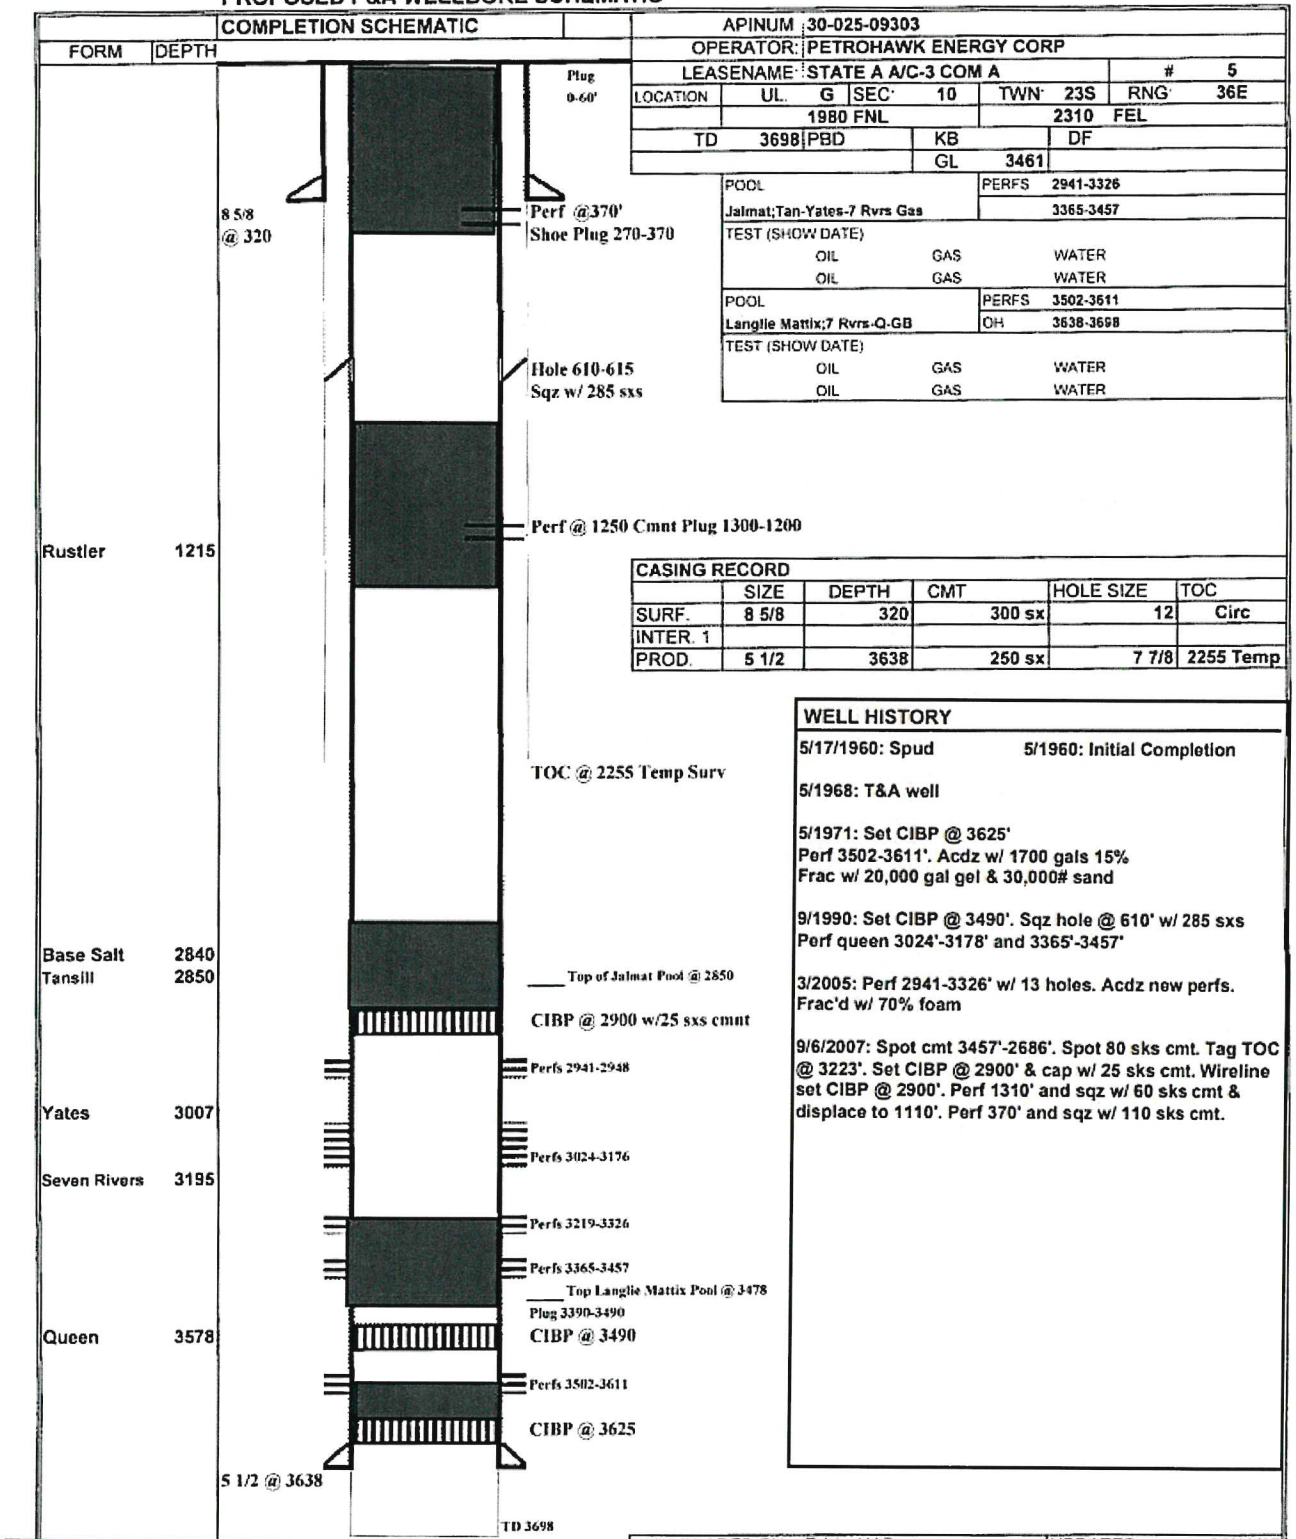 COMPLETION SCHEMATIC
FORM DEPTH
APINUM 30-025-09303
OPERATOR: PETROHAWK ENERGY CORP
LEASENAME: STATE A A/C-3 COM A # 5
LOCATION UL. G SEC. 10 TWN. 23S RNG. 36E
1980 FNL 2310 FEL
TD 3698 PBD KB DF
GL 3461
POOL PERFS 2941-3326
Jalmat;Tan-Yates-7 Rvrs Gas 3365-3457
TEST (SHOW DATE)
OIL GAS WATER
OIL GAS WATER
POOL PERFS 3502-3611
Langlie Mattix;7 Rvrs-Q-GB OH 3638-3698
TEST (SHOW DATE)
OIL GAS WATER
OIL GAS WATER
Plug
0-60'
8 5/8
@ 320
Perf @370'
Shoe Plug 270-370
Hole 610-615
Sqz w/ 285 sxs
Perf @ 1250 Cmnt Plug 1300-1200
Rustler 1215
CASING RECORD
SIZE DEPTH CMT HOLE SIZE TOC
SURF. 8 5/8 320 300 sx 12 Circ
INTER. 1
PROD. 5 1/2 3638 250 sx 7 7/8 2255 Temp
TOC @ 2255 Temp Surv
WELL HISTORY
5/17/1960: Spud 5/1960: Initial Completion
5/1968: T&A well
5/1971: Set CIBP @ 3625'
Perf 3502-3611'. Acdz w/ 1700 gals 15%
Frac w/ 20,000 gal gel & 30,000# sand
9/1990: Set CIBP @ 3490'. Sqz hole @ 610' w/ 285 sxs
Perf queen 3024'-3178' and 3365'-3457'
3/2005: Perf 2941-3326' w/ 13 holes. Acdz new perfs.
Frac'd w/ 70% foam
9/6/2007: Spot cmt 3457'-2686'. Spot 80 sks cmt. Tag TOC
@ 3223'. Set CIBP @ 2900' & cap w/ 25 sks cmt. Wireline
set CIBP @ 2900'. Perf 1310' and sqz w/ 60 sks cmt &
displace to 1110'. Perf 370' and sqz w/ 110 sks cmt.
Base Salt 2840
Tansill 2850
Top of Jalmat Pool @ 2850
CIBP @ 2900 w/25 sxs cmnt
Perfs 2941-2948
Yates 3007
Perfs 3024-3176
Seven Rivers 3195
Perfs 3219-3326
Perfs 3365-3457
Top Langlie Mattix Pool @ 3478
Plug 3390-3490
Queen 3578
CIBP @ 3490
Perfs 3502-3611
CIBP @ 3625
5 1/2 @ 3638
TD 3698